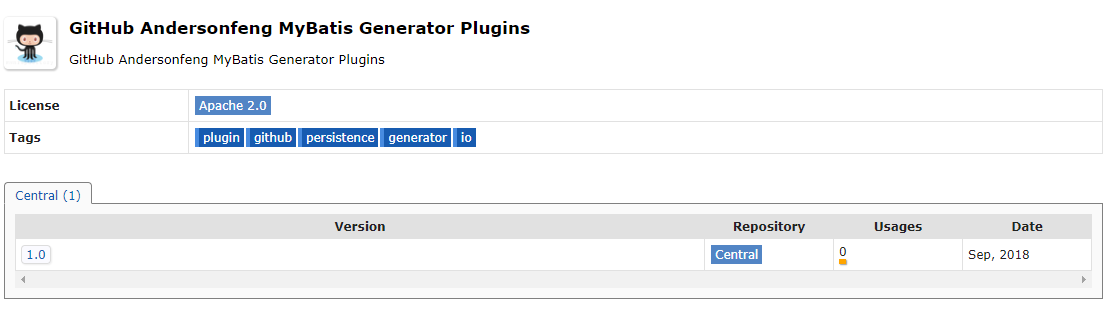 GitHub Andersonfeng MyBatis Generator Plugins
GitHub Andersonfeng MyBatis Generator Plugins
License Apache 2.0
Tags plugin github persistence generator io
Central (1)
Version Repository Usages Date
1.0 Central 0 Sep, 2018